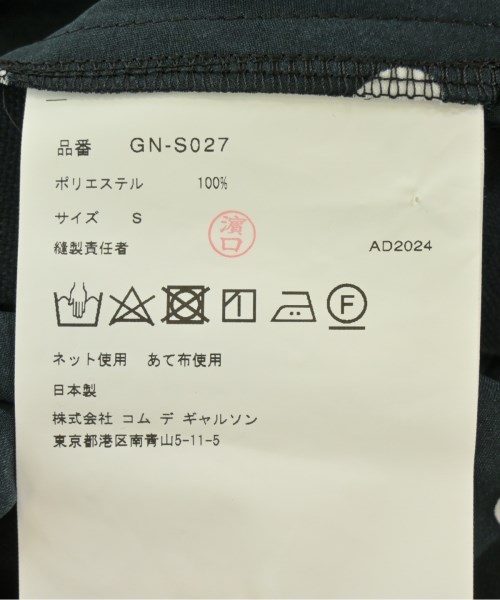 品番 GN-S027
ポリエステル 100%
サイズ S
濱口
縫製責任者 AD2024
F
ネット使用 あて布使用
日本製
株式会社 コム デ ギャルソン
東京都港区南青山5-11-5